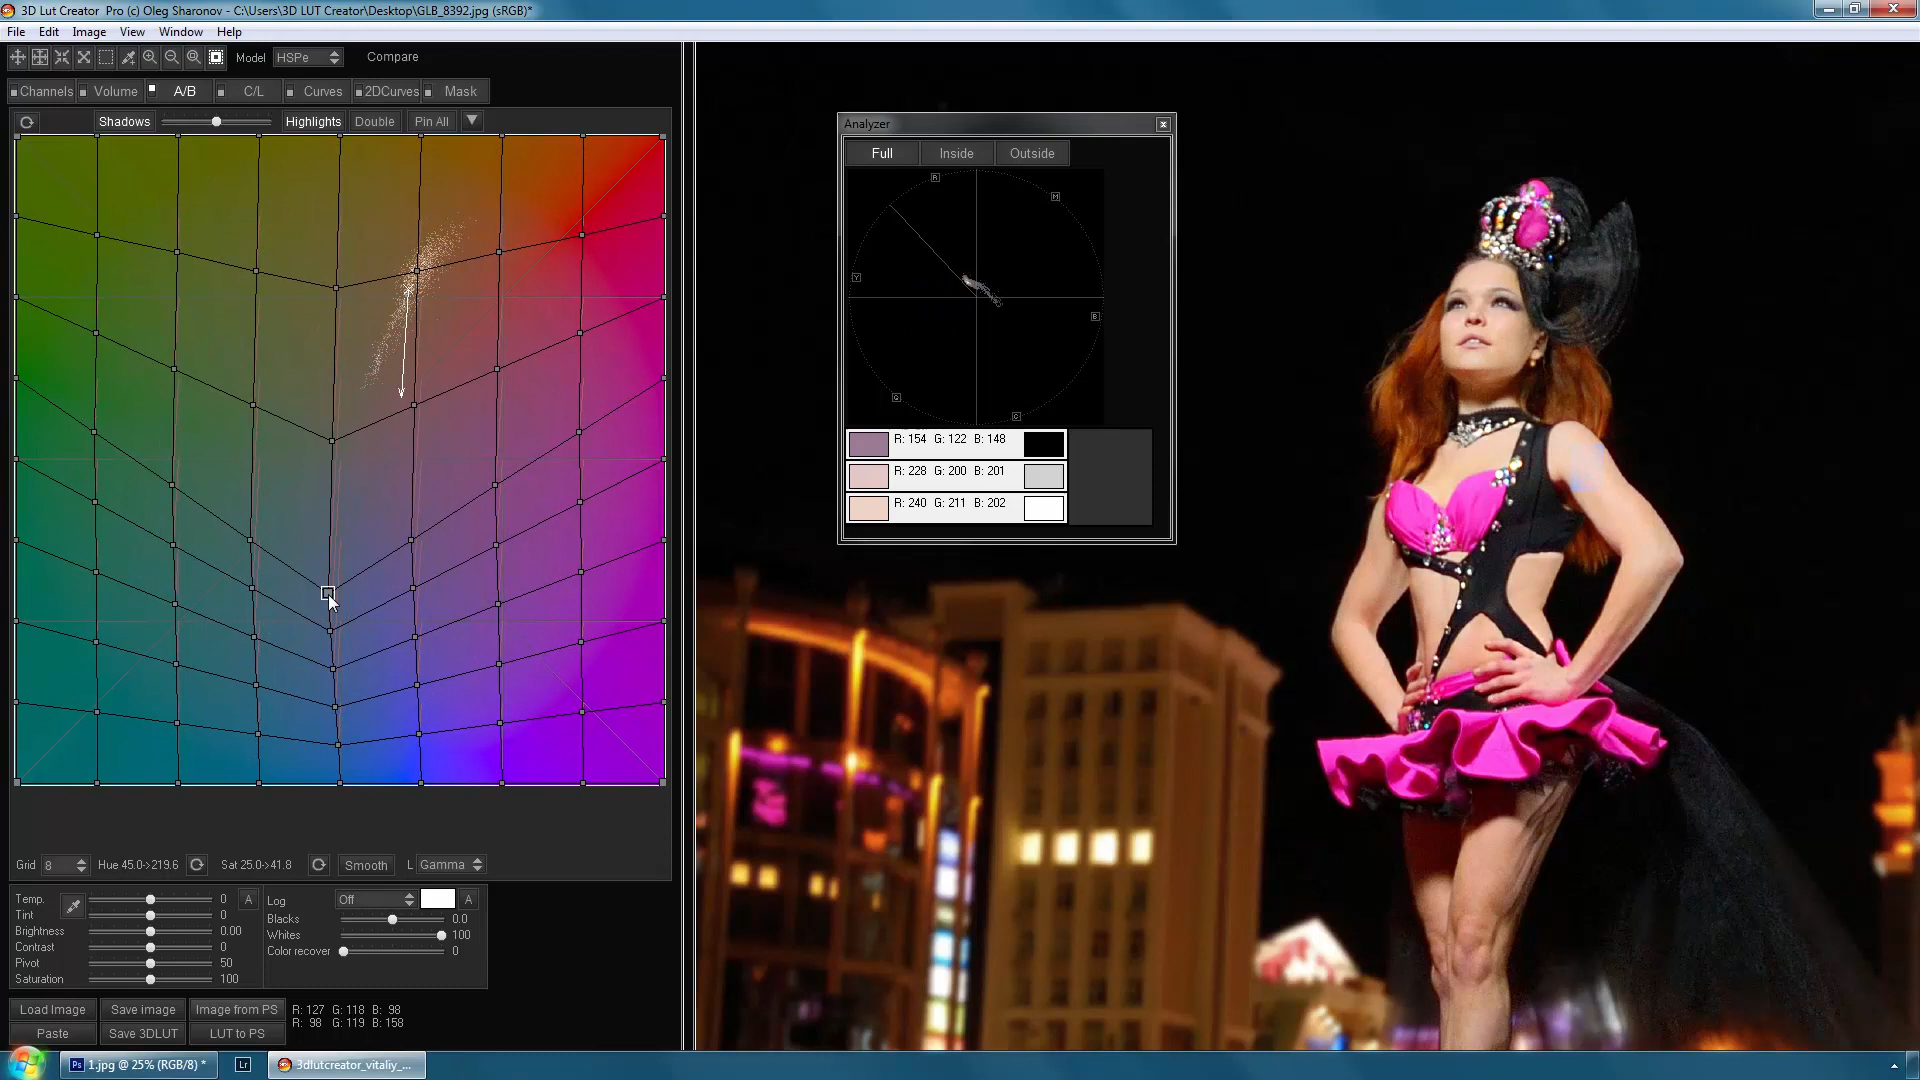 3D Lut Creator Pro (c) Oleg Sharonov - C:\Users\3D LUT Creator\Desktop\GLB_8392.jpg (sRGB)*
File Edit Image View Window Help
Model HSPe Compare
Channels Volume A/B C/L Curves 2DCurves Mask
Shadows Highlights Double Pin All
Analyzer
Full Inside Outside
R
M
Y
B
G
C
R: 154 G: 122 B: 148
R: 228 G: 200 B: 201
R: 240 G: 211 B: 202
Grid 8 Hue 45.0->219.6 Sat 25.0->41.8 Smooth L Gamma
Temp. 0 A
Tint 0
Brightness 0.00
Contrast 0
Pivot 50
Saturation 100
Log Off A
Blacks 0.0
Whites 100
Color recover 0
Load Image Save image Image from PS
R: 127 G: 118 B: 98
Paste Save 3DLUT LUT to PS
R: 98 G: 119 B: 158
Ps 1.jpg @ 25% (RGB/8) * Lr 3dlutcreator_vitaliy_...